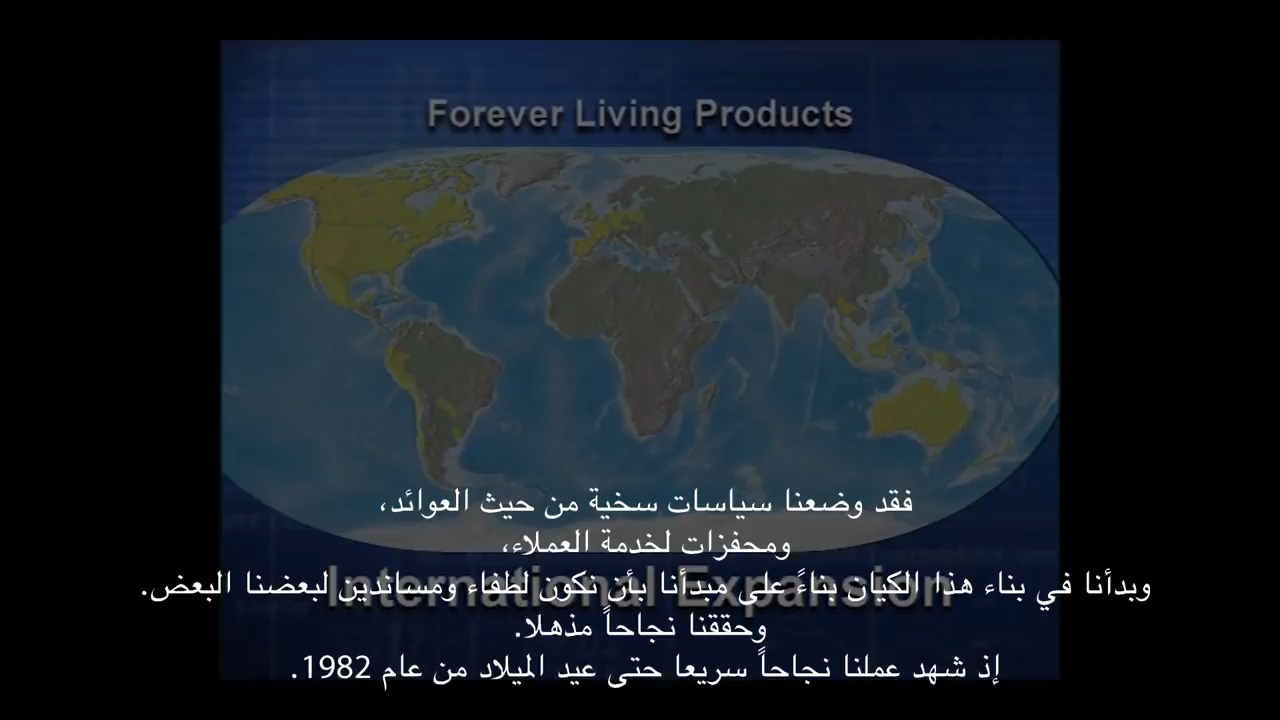 Forever Living Products
فقد وضعنا سياسات سخية من حيث العوائد،
ومحفزات لخدمة العملاء،
International Expansion
وبدأنا في بناء هذا الكيان بناءً على مبدأنا بأن نكون لطفاء ومساندين لبعضنا البعض.
وحققنا نجاحاً مذهلا.
إذ شهد عملنا نجاحاً سريعا حتى عيد الميلاد من عام 1982.